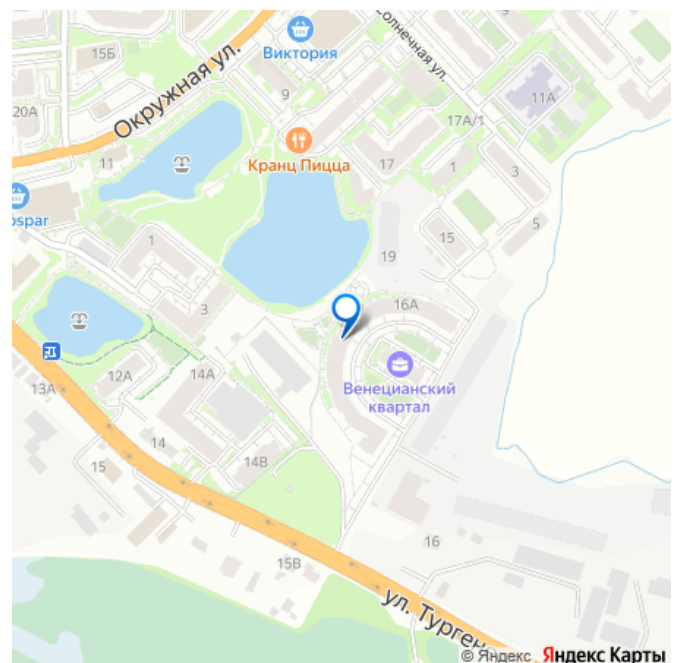 15Б
Виктория
Солнечная ул.
Окружная ул.
9
20А
11А
17А/1
11
Кранц Пицца
17
1
3
ospar
1
15
5
19
3
16А
Венецианский
квартал
13А
12А
14А
14
15
14В
16
15В
ул. Турген
© Яндекс Яндекс Карты